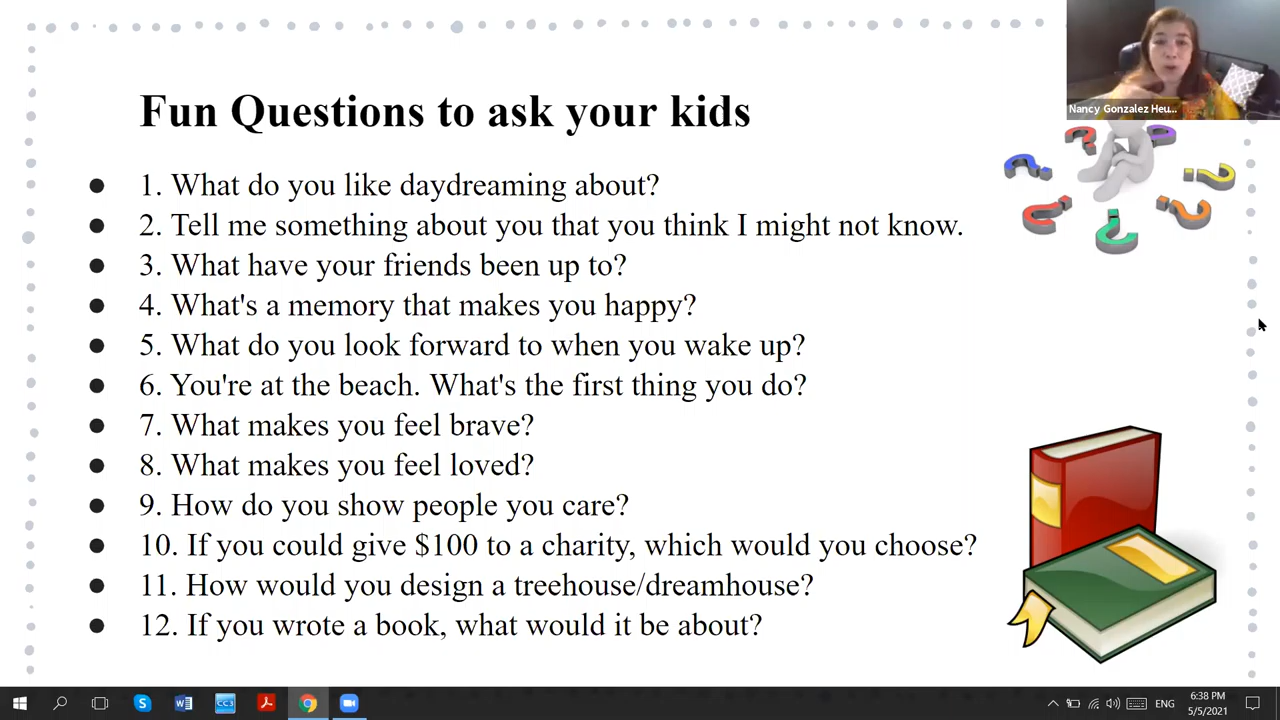 Nancy Gonzalez Heu...
Fun Questions to ask your kids
1. What do you like daydreaming about?
2. Tell me something about you that you think I might not know.
3. What have your friends been up to?
4. What's a memory that makes you happy?
5. What do you look forward to when you wake up?
6. You're at the beach. What's the first thing you do?
7. What makes you feel brave?
8. What makes you feel loved?
9. How do you show people you care?
10. If you could give $100 to a charity, which would you choose?
11. How would you design a treehouse/dreamhouse?
12. If you wrote a book, what would it be about?
CC3
ENG
6:38 PM
5/5/2021